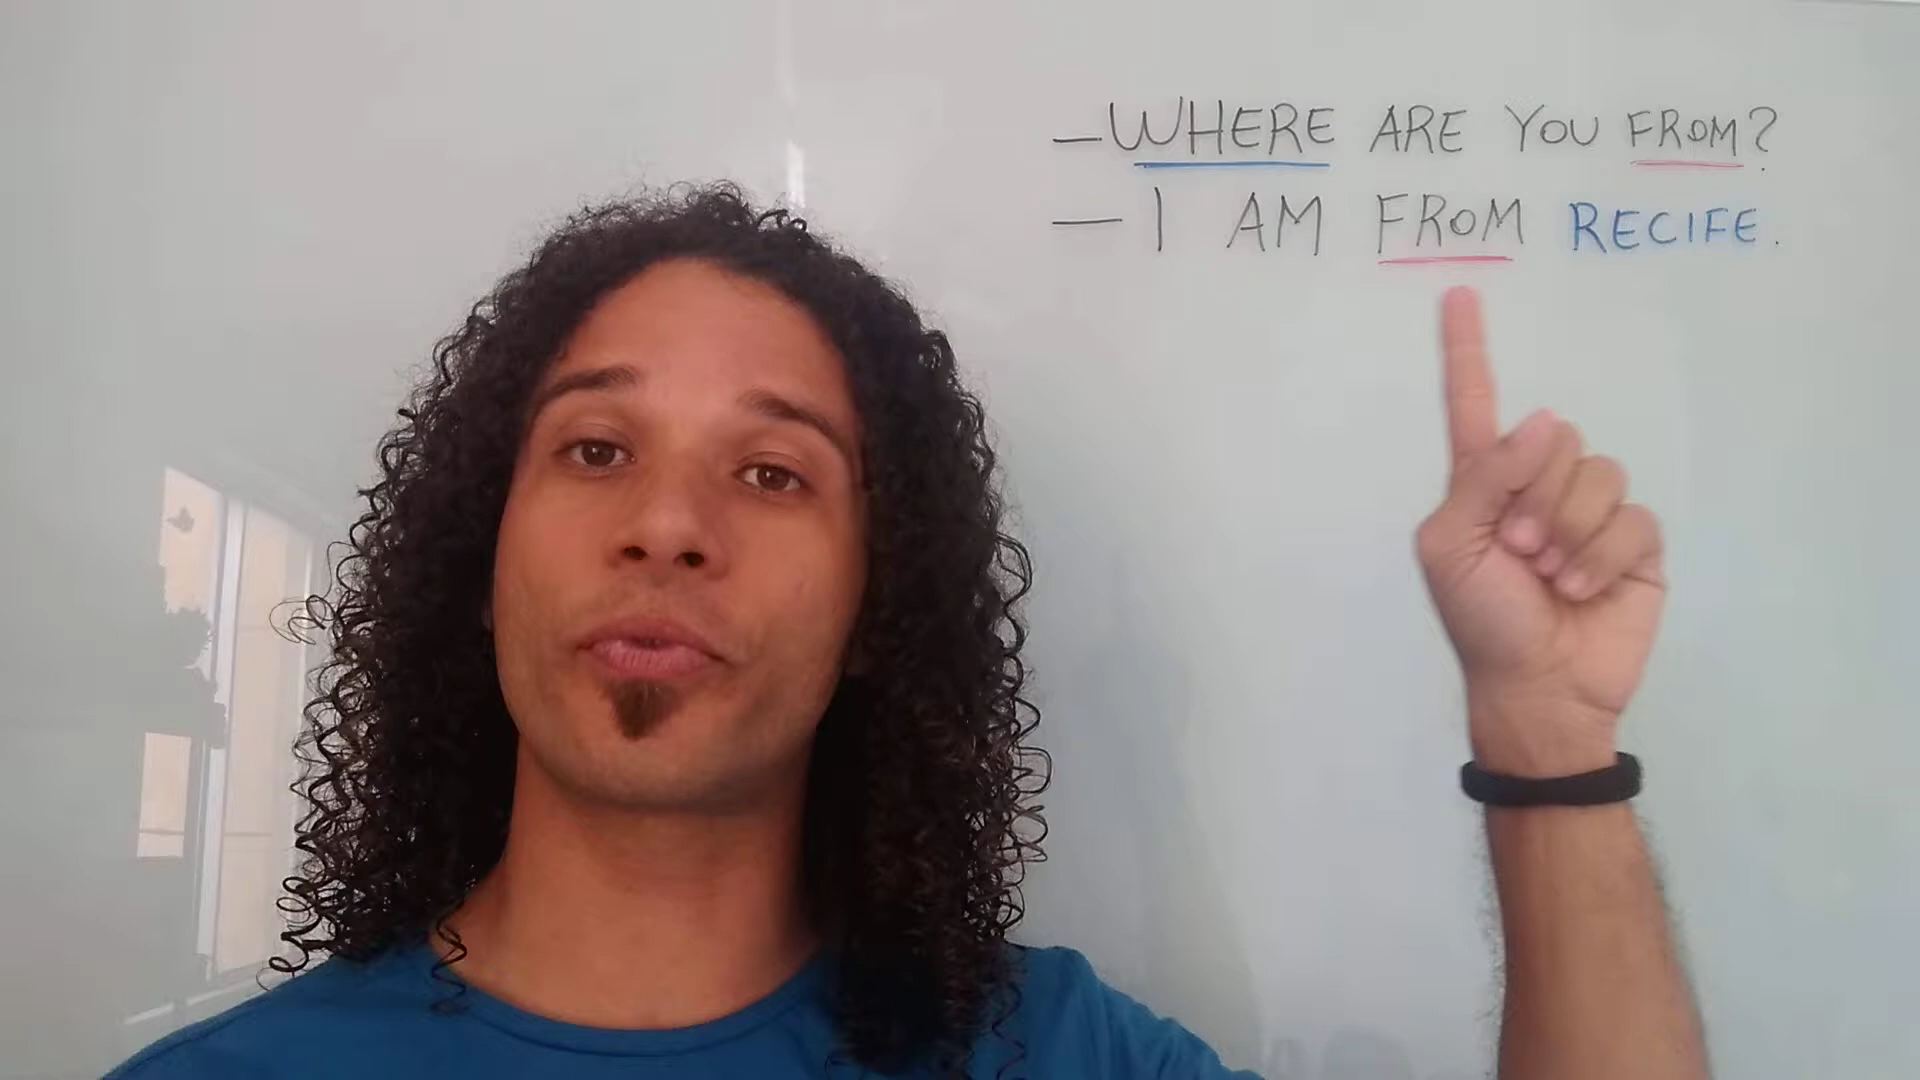 —WHERE ARE YOU FROM?
— I AM FROM RECIFE.